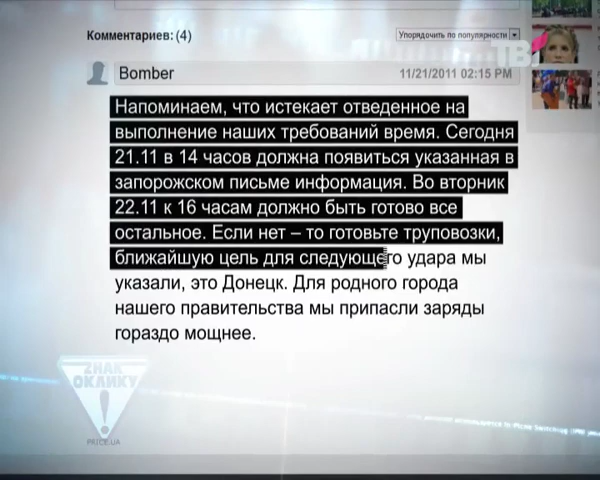 Комментариев: (4)
Упорядочить по популярности
ТВі
Bomber
11/21/2011 02:15 PM
Напоминаем, что истекает отведенное на
выполнение наших требований время. Сегодня
21.11 в 14 часов должна появиться указанная в
запорожском письме информация. Во вторник
22.11 к 16 часам должно быть готово все
остальное. Если нет – то готовьте труповозки,
ближайшую цель для следующего удара мы
указали, это Донецк. Для родного города
нашего правительства мы припасли заряды
гораздо мощнее.
ZНАК
ОКЛИКУ
!
PRICE.UA